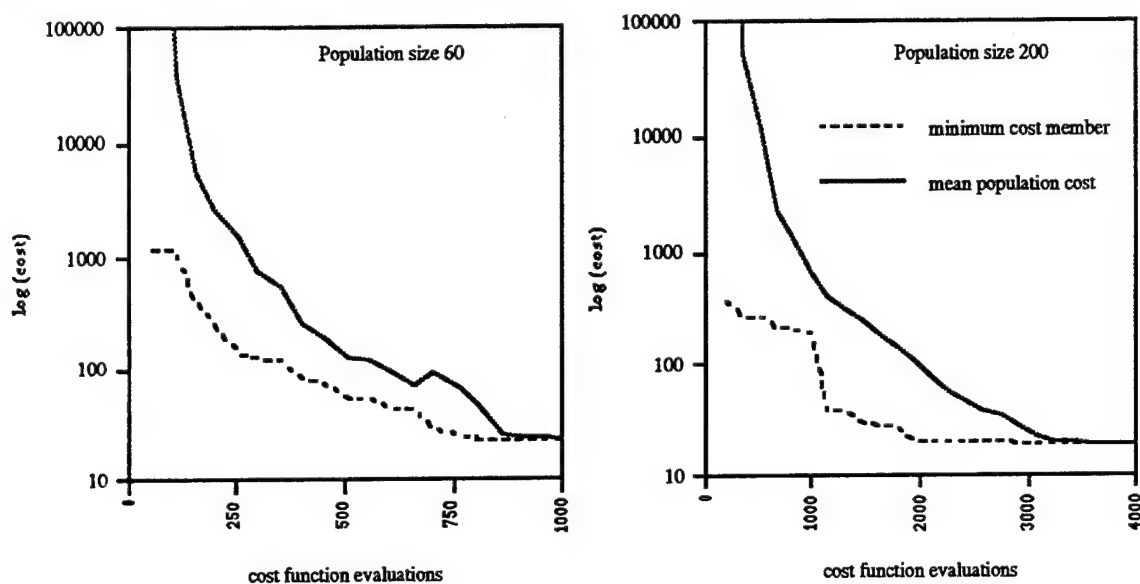 Population size 60
100000
10000
1000
100
10
log (cost)
0
250
500
750
1000
cost function evaluations
Population size 200
minimum cost member
mean population cost
100000
10000
1000
100
10
log (cost)
0
1000
2000
3000
4000
cost function evaluations